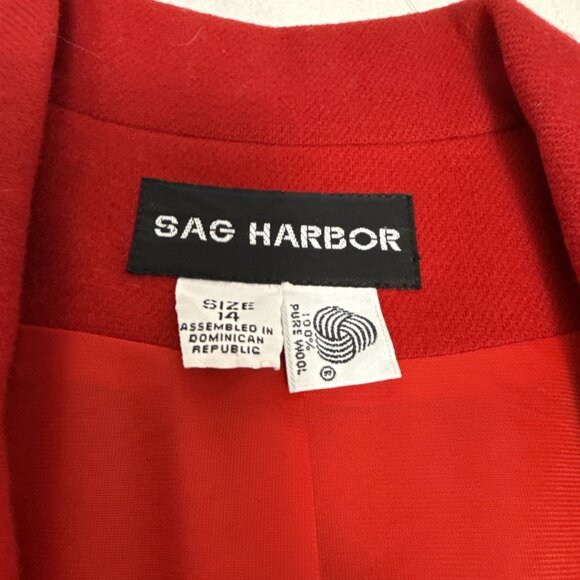 SAG HARBOR
SIZE
14
ASSEMBLED IN
DOMINICAN
REPUBLIC
100%
PURE WOOL
®